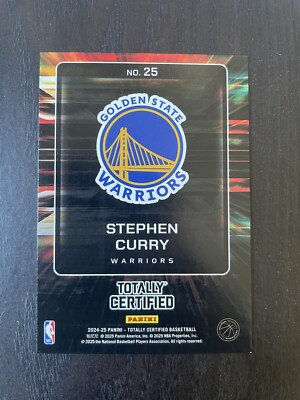 NO. 25
GOLDEN STATE
WARRIORS
STEPHEN
CURRY
WARRIORS
TOTALLY
CERTIFIED
PANINI
2024-25 PANINI - TOTALLY CERTIFIED BASKETBALL
© 2025 Panini America, Inc. © 2025 NBA Properties, Inc.
© 2025 the National Basketball Players Association. All rights reserved.